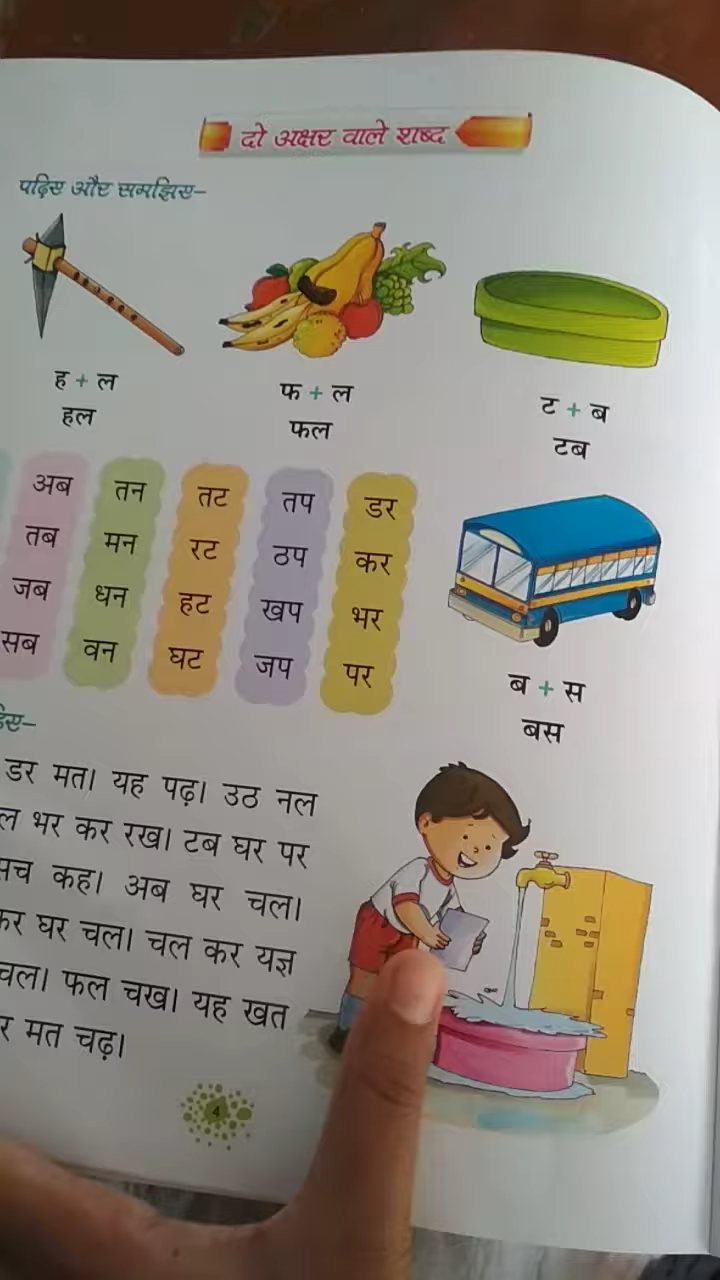 दो अक्षर वाले शब्द
पढ़िए और समझिए–
ह + ल
हल
फ + ल
फल
ट + ब
टब
अब तन तट तप डर
तब मन रट ठप कर
जब धन हट खप भर
सब वन घट जप पर
ब + स
बस
डर मत। यह पढ़। उठ नल
भर कर रख। टब घर पर
सच कह। अब घर चल।
कर घर चल। चल कर यज्ञ
चल। फल चख। यह खत
मत चढ़।
4